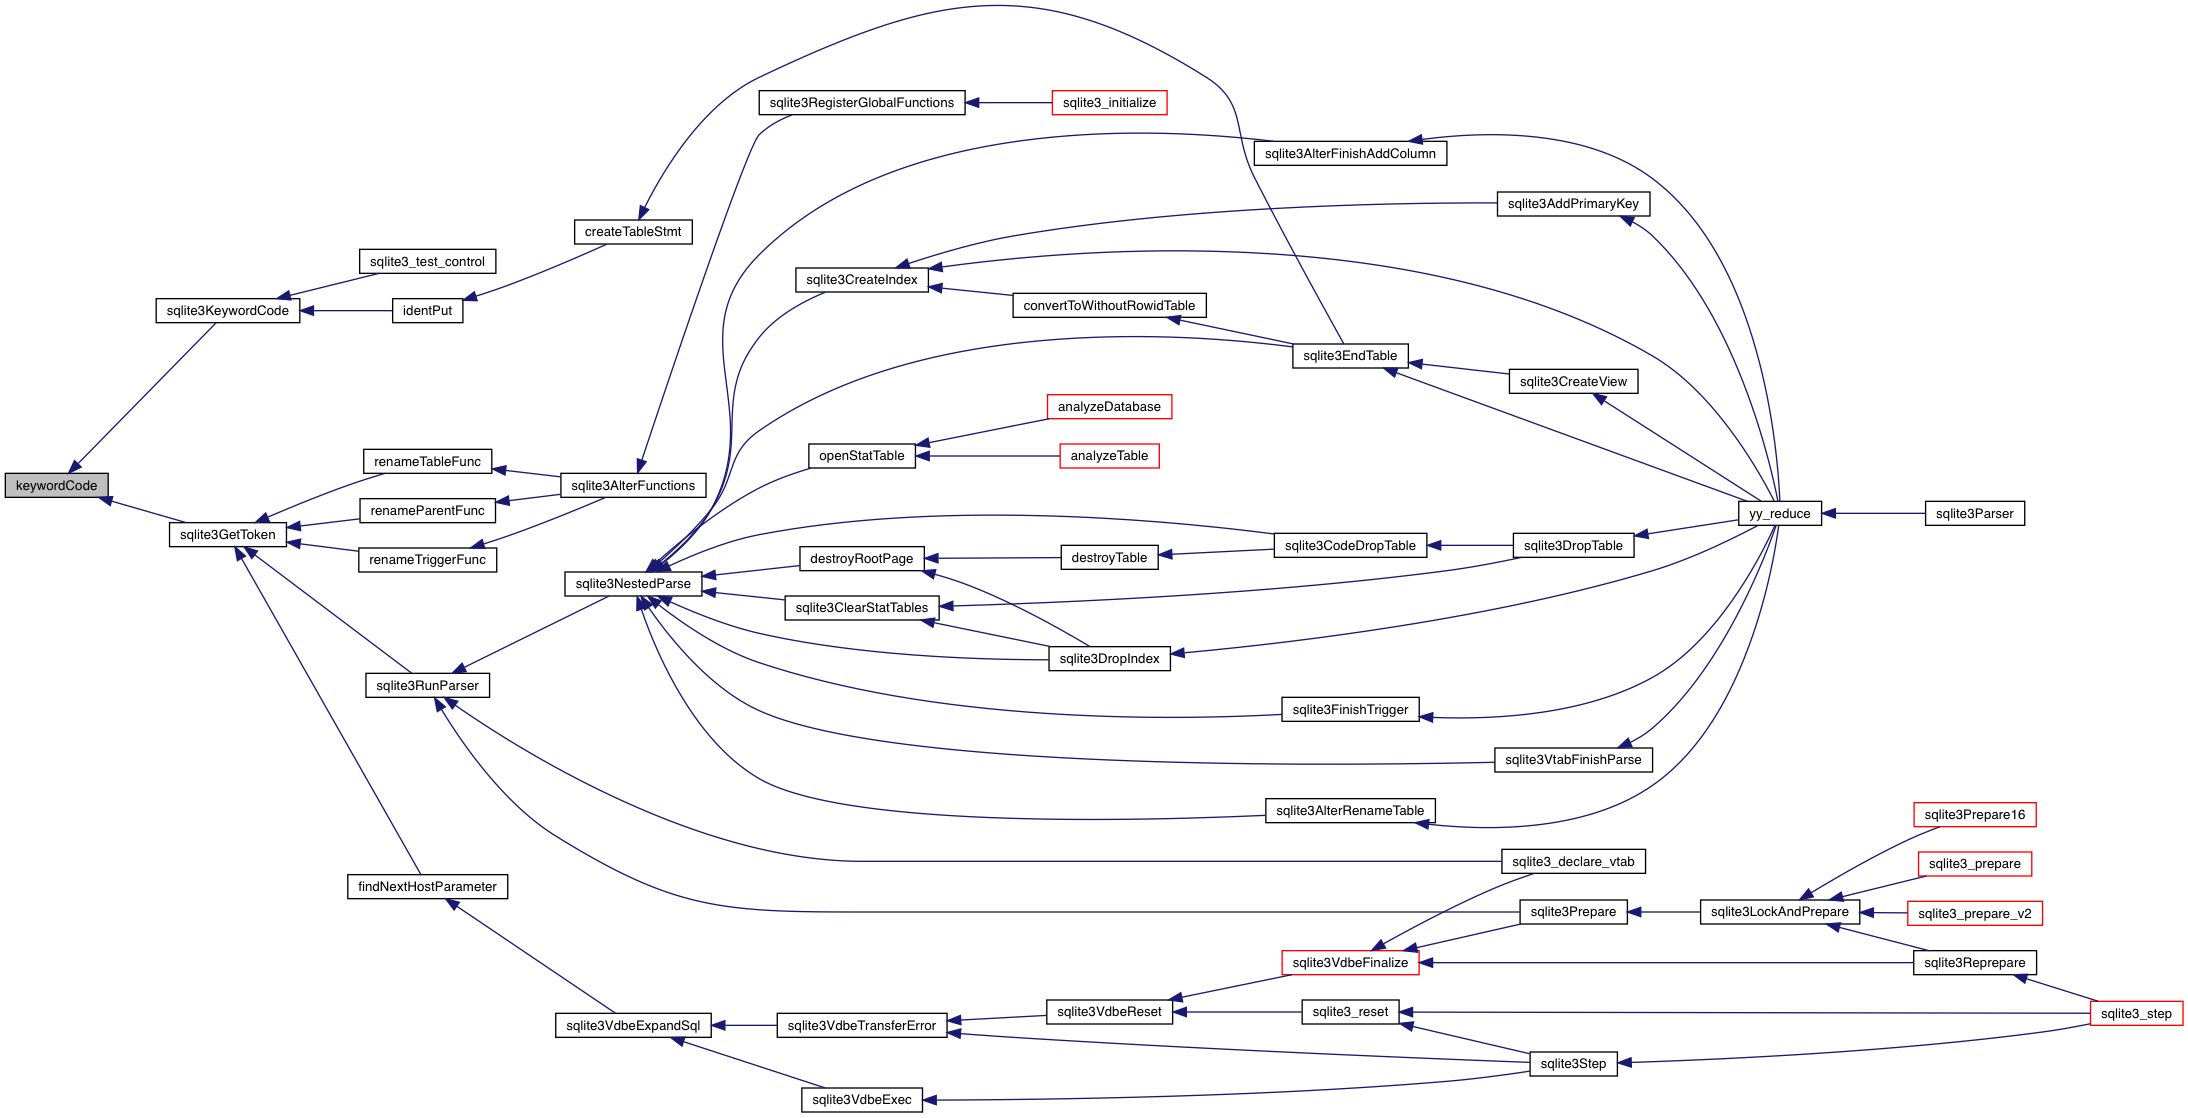 keywordCode
sqlite3KeywordCode
sqlite3_test_control
identPut
createTableStmt
sqlite3GetToken
renameTableFunc
renameParentFunc
renameTriggerFunc
sqlite3AlterFunctions
sqlite3RegisterGlobalFunctions
sqlite3_initialize
sqlite3RunParser
sqlite3NestedParse
sqlite3AlterFinishAddColumn
sqlite3AddPrimaryKey
sqlite3CreateIndex
convertToWithoutRowidTable
sqlite3EndTable
sqlite3CreateView
analyzeDatabase
openStatTable
analyzeTable
yy_reduce
sqlite3Parser
sqlite3CodeDropTable
sqlite3DropTable
destroyRootPage
destroyTable
sqlite3ClearStatTables
sqlite3DropIndex
sqlite3FinishTrigger
sqlite3VtabFinishParse
sqlite3AlterRenameTable
sqlite3_declare_vtab
findNextHostParameter
sqlite3Prepare
sqlite3LockAndPrepare
sqlite3Prepare16
sqlite3_prepare
sqlite3_prepare_v2
sqlite3Reprepare
sqlite3VdbeFinalize
sqlite3VdbeExpandSql
sqlite3VdbeTransferError
sqlite3VdbeReset
sqlite3_reset
sqlite3_step
sqlite3Step
sqlite3VdbeExec